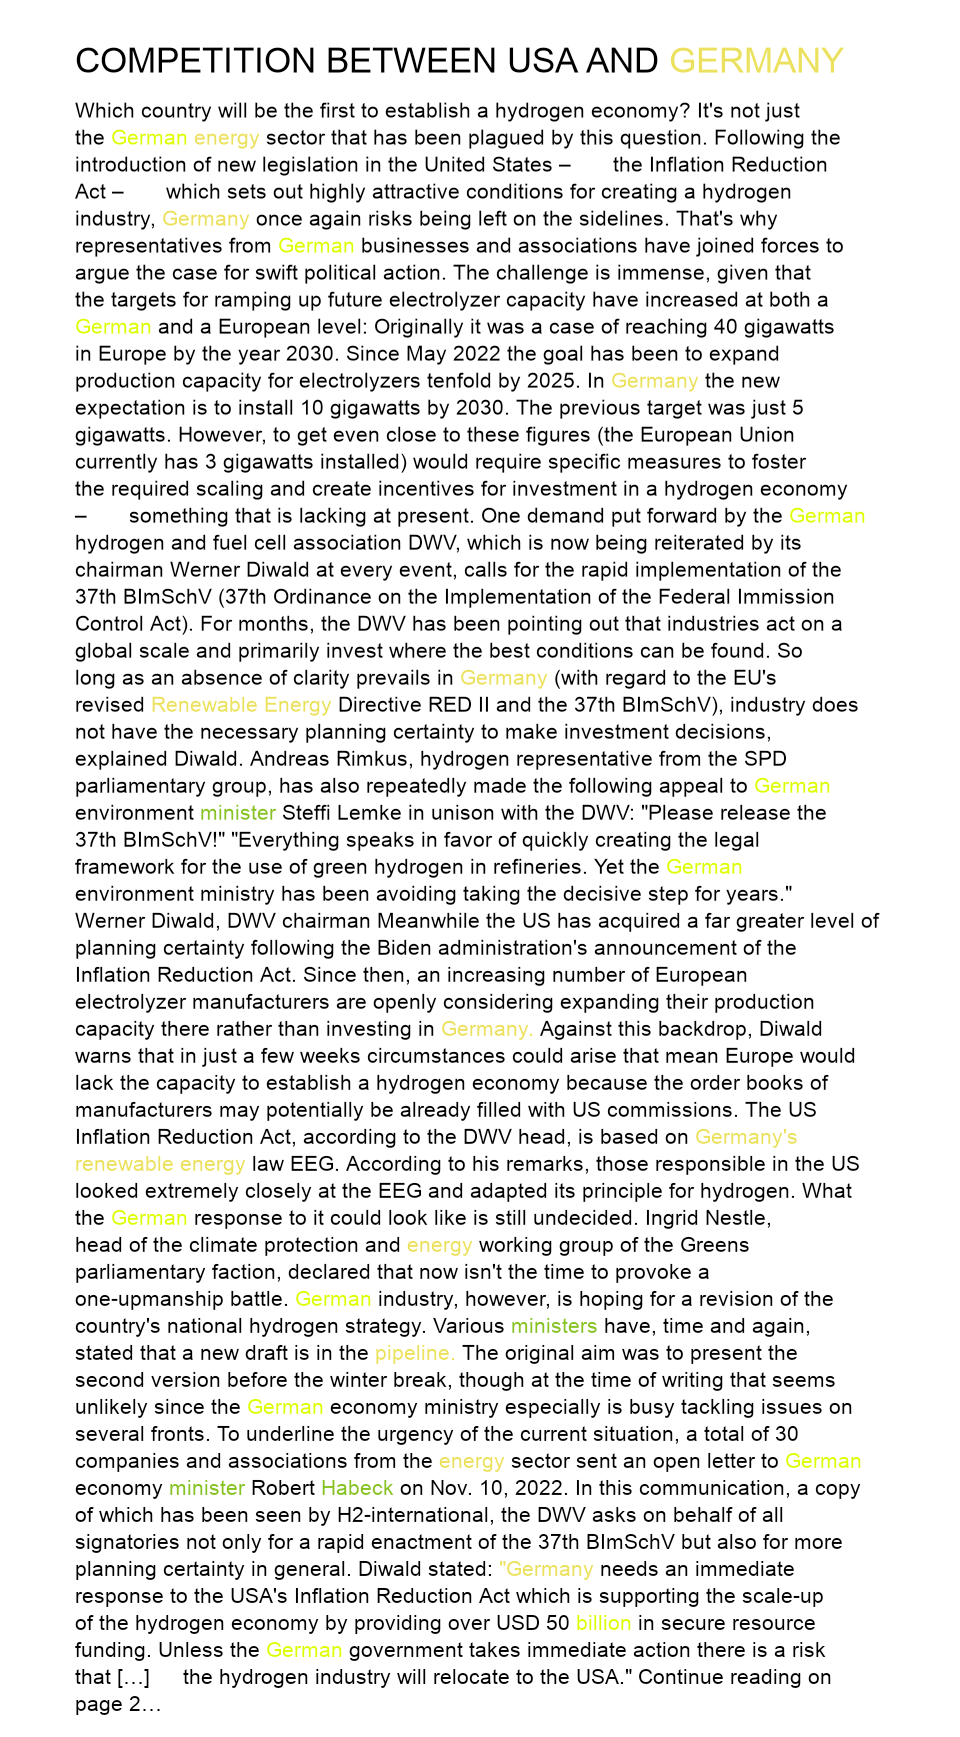 COMPETITION BETWEEN USA AND GERMANY
Which country will be the first to establish a hydrogen economy? It's not just
the German energy sector that has been plagued by this question. Following the
introduction of new legislation in the United States – the Inflation Reduction
Act – which sets out highly attractive conditions for creating a hydrogen
industry, Germany once again risks being left on the sidelines. That's why
representatives from German businesses and associations have joined forces to
argue the case for swift political action. The challenge is immense, given that
the targets for ramping up future electrolyzer capacity have increased at both a
German and a European level: Originally it was a case of reaching 40 gigawatts
in Europe by the year 2030. Since May 2022 the goal has been to expand
production capacity for electrolyzers tenfold by 2025. In Germany the new
expectation is to install 10 gigawatts by 2030. The previous target was just 5
gigawatts. However, to get even close to these figures (the European Union
currently has 3 gigawatts installed) would require specific measures to foster
the required scaling and create incentives for investment in a hydrogen economy
– something that is lacking at present. One demand put forward by the German
hydrogen and fuel cell association DWV, which is now being reiterated by its
chairman Werner Diwald at every event, calls for the rapid implementation of the
37th BImSchV (37th Ordinance on the Implementation of the Federal Immission
Control Act). For months, the DWV has been pointing out that industries act on a
global scale and primarily invest where the best conditions can be found. So
long as an absence of clarity prevails in Germany (with regard to the EU's
revised Renewable Energy Directive RED II and the 37th BImSchV), industry does
not have the necessary planning certainty to make investment decisions,
explained Diwald. Andreas Rimkus, hydrogen representative from the SPD
parliamentary group, has also repeatedly made the following appeal to German
environment minister Steffi Lemke in unison with the DWV: "Please release the
37th BImSchV!" "Everything speaks in favor of quickly creating the legal
framework for the use of green hydrogen in refineries. Yet the German
environment ministry has been avoiding taking the decisive step for years."
Werner Diwald, DWV chairman Meanwhile the US has acquired a far greater level of
planning certainty following the Biden administration's announcement of the
Inflation Reduction Act. Since then, an increasing number of European
electrolyzer manufacturers are openly considering expanding their production
capacity there rather than investing in Germany. Against this backdrop, Diwald
warns that in just a few weeks circumstances could arise that mean Europe would
lack the capacity to establish a hydrogen economy because the order books of
manufacturers may potentially be already filled with US commissions. The US
Inflation Reduction Act, according to the DWV head, is based on Germany's
renewable energy law EEG. According to his remarks, those responsible in the US
looked extremely closely at the EEG and adapted its principle for hydrogen. What
the German response to it could look like is still undecided. Ingrid Nestle,
head of the climate protection and energy working group of the Greens
parliamentary faction, declared that now isn't the time to provoke a
one-upmanship battle. German industry, however, is hoping for a revision of the
country's national hydrogen strategy. Various ministers have, time and again,
stated that a new draft is in the pipeline. The original aim was to present the
second version before the winter break, though at the time of writing that seems
unlikely since the German economy ministry especially is busy tackling issues on
several fronts. To underline the urgency of the current situation, a total of 30
companies and associations from the energy sector sent an open letter to German
economy minister Robert Habeck on Nov. 10, 2022. In this communication, a copy
of which has been seen by H2-international, the DWV asks on behalf of all
signatories not only for a rapid enactment of the 37th BImSchV but also for more
planning certainty in general. Diwald stated: "Germany needs an immediate
response to the USA's Inflation Reduction Act which is supporting the scale-up
of the hydrogen economy by providing over USD 50 billion in secure resource
funding. Unless the German government takes immediate action there is a risk
that […] the hydrogen industry will relocate to the USA." Continue reading on
page 2…